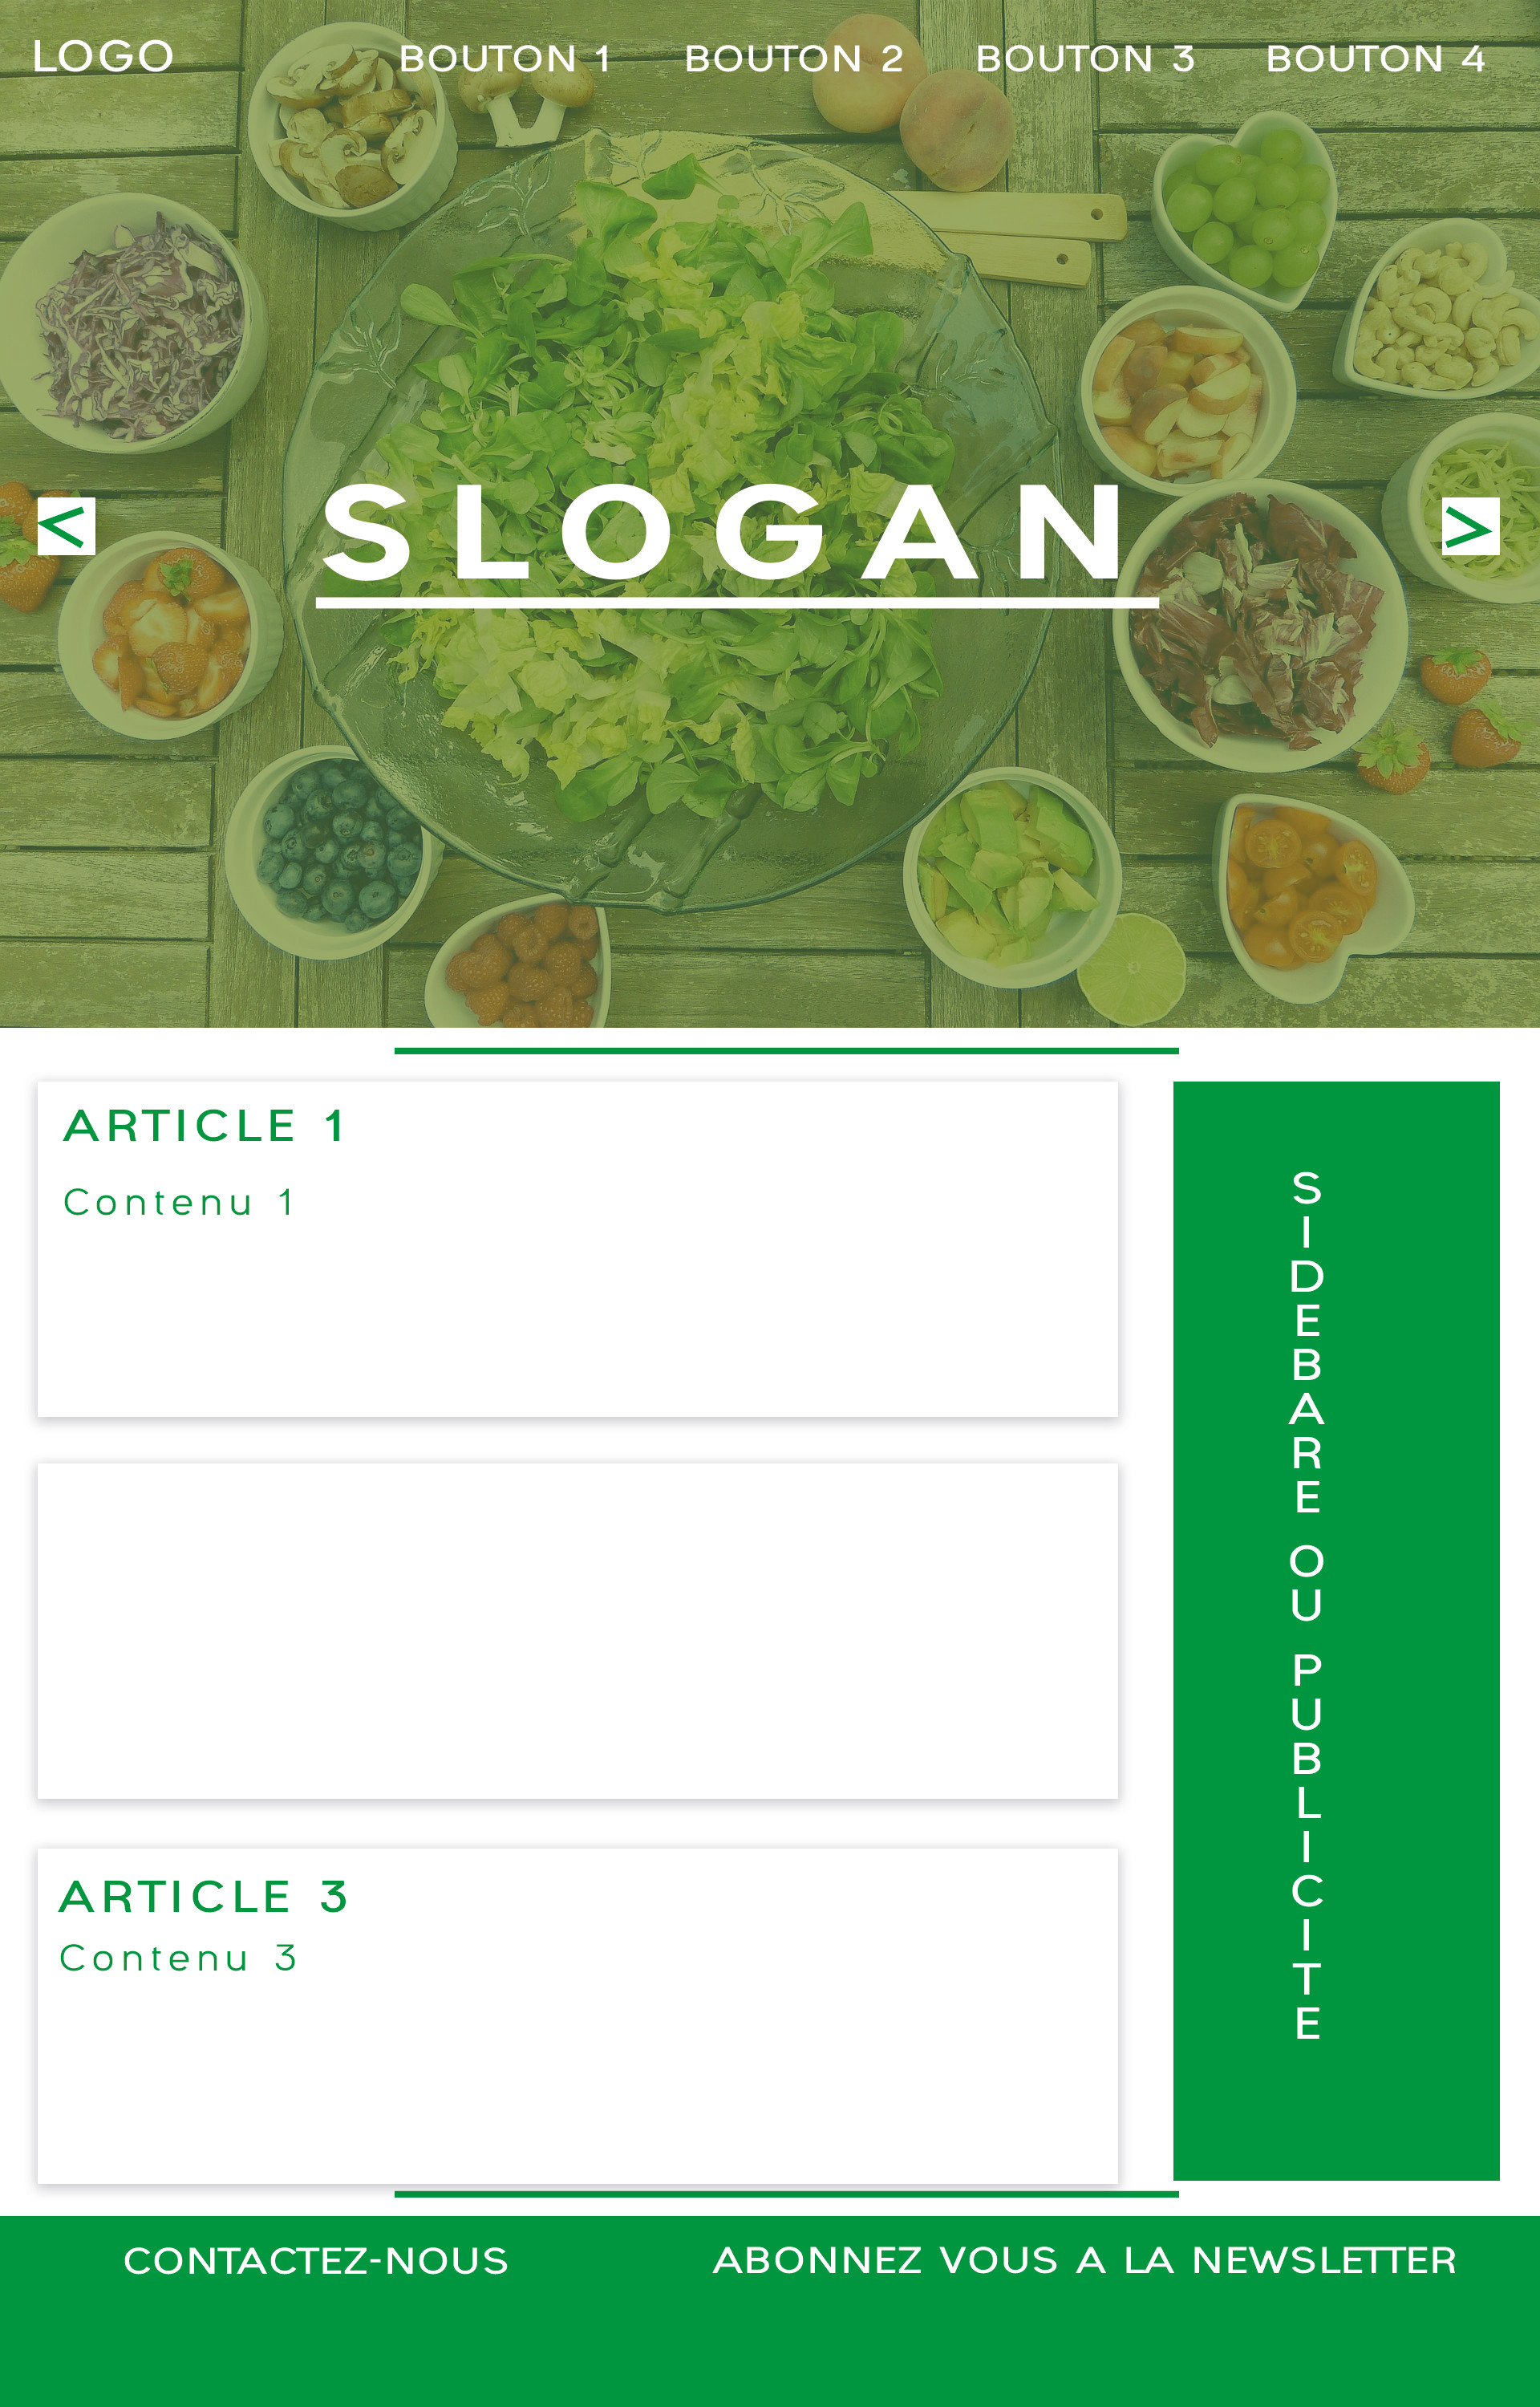 LOGO BOUTON 1 BOUTON 2 BOUTON 3 BOUTON 4
SLOGAN
< >
ARTICLE 1
Contenu 1
ARTICLE 3
Contenu 3
SIDEBARE OU PUBLICITE
CONTACTEZ-NOUS ABONNEZ VOUS A LA NEWSLETTER